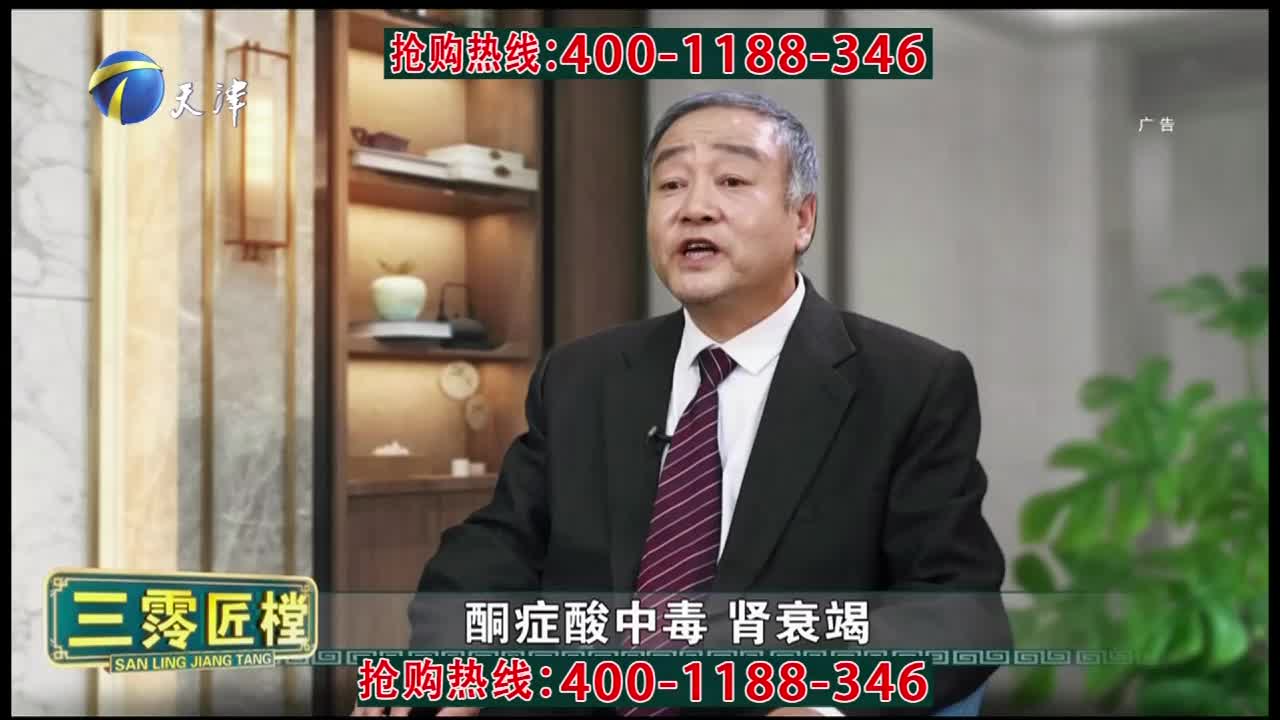 抢购热线:400-1188-346
天津
广告
三零匠樘
SAN LING JIANG TANG
酮症酸中毒 肾衰竭
抢购热线:400-1188-346